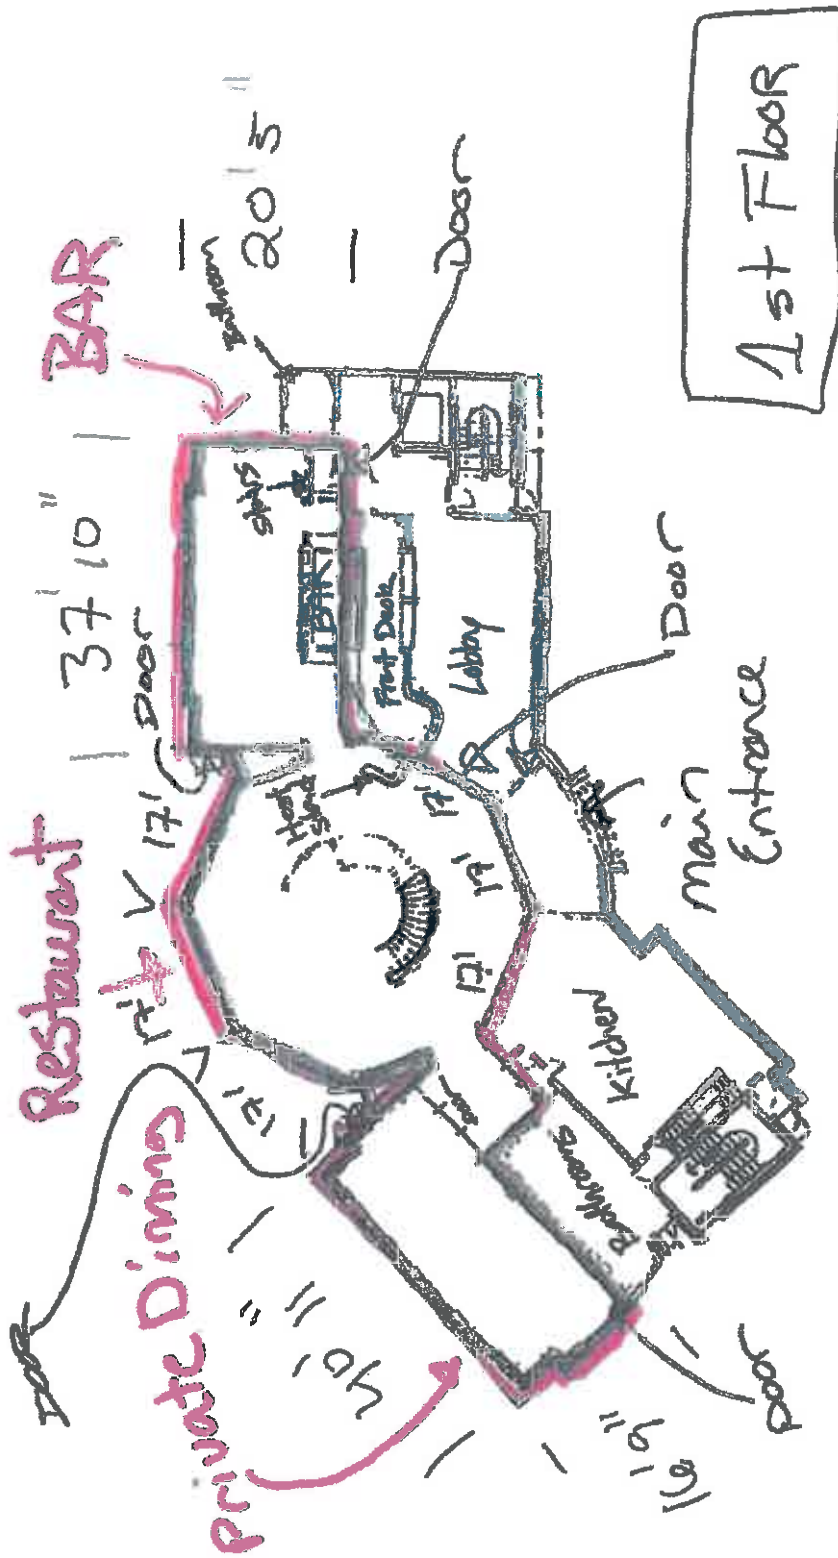 1st Floor
BAR
20' 5"
Bathroom
Door
37' 10"
Door
Stairs
BAR
Front Desk
Lobby
Door
Restaurant
17'
17'
17'
17'
17'
17'
Host
Stand
Main
Entrance
Kitchen
Bathrooms
Private Dining
Door
40' 11"
16' 9"
Door